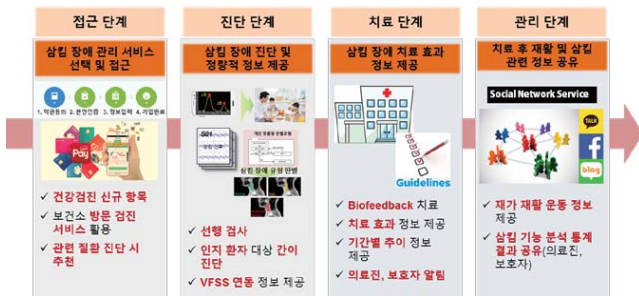 접근 단계
삼킴 장애 관리 서비스
선택 및 접근
1. 약관동의 2. 본인인증 3. 정보입력 4. 가입완료
Pay
✓ 건강검진 신규 항목
✓ 보건소 방문 검진
서비스 활용
✓ 관련 질환 진단 시
추천
진단 단계
삼킴 장애 진단 및
정량적 정보 제공
삼킴 장애 유형 판별
✓ 선행 검사
✓ 인지 환자 대상 간이
진단
✓ VFSS 연동 정보 제공
치료 단계
삼킴 장애 치료 효과
정보 제공
Guidelines
✓ Biofeedback 치료
✓ 치료 효과 정보 제공
✓ 기간별 추이 정보
제공
✓ 의료진, 보호자 알림
관리 단계
치료 후 재활 및 삼킴
관련 정보 공유
Social Network Service
TALK
f
blog
✓ 재가 재활 운동 정보
제공
✓ 삼킴 기능 분석 통계
결과 공유(의료진,
보호자)